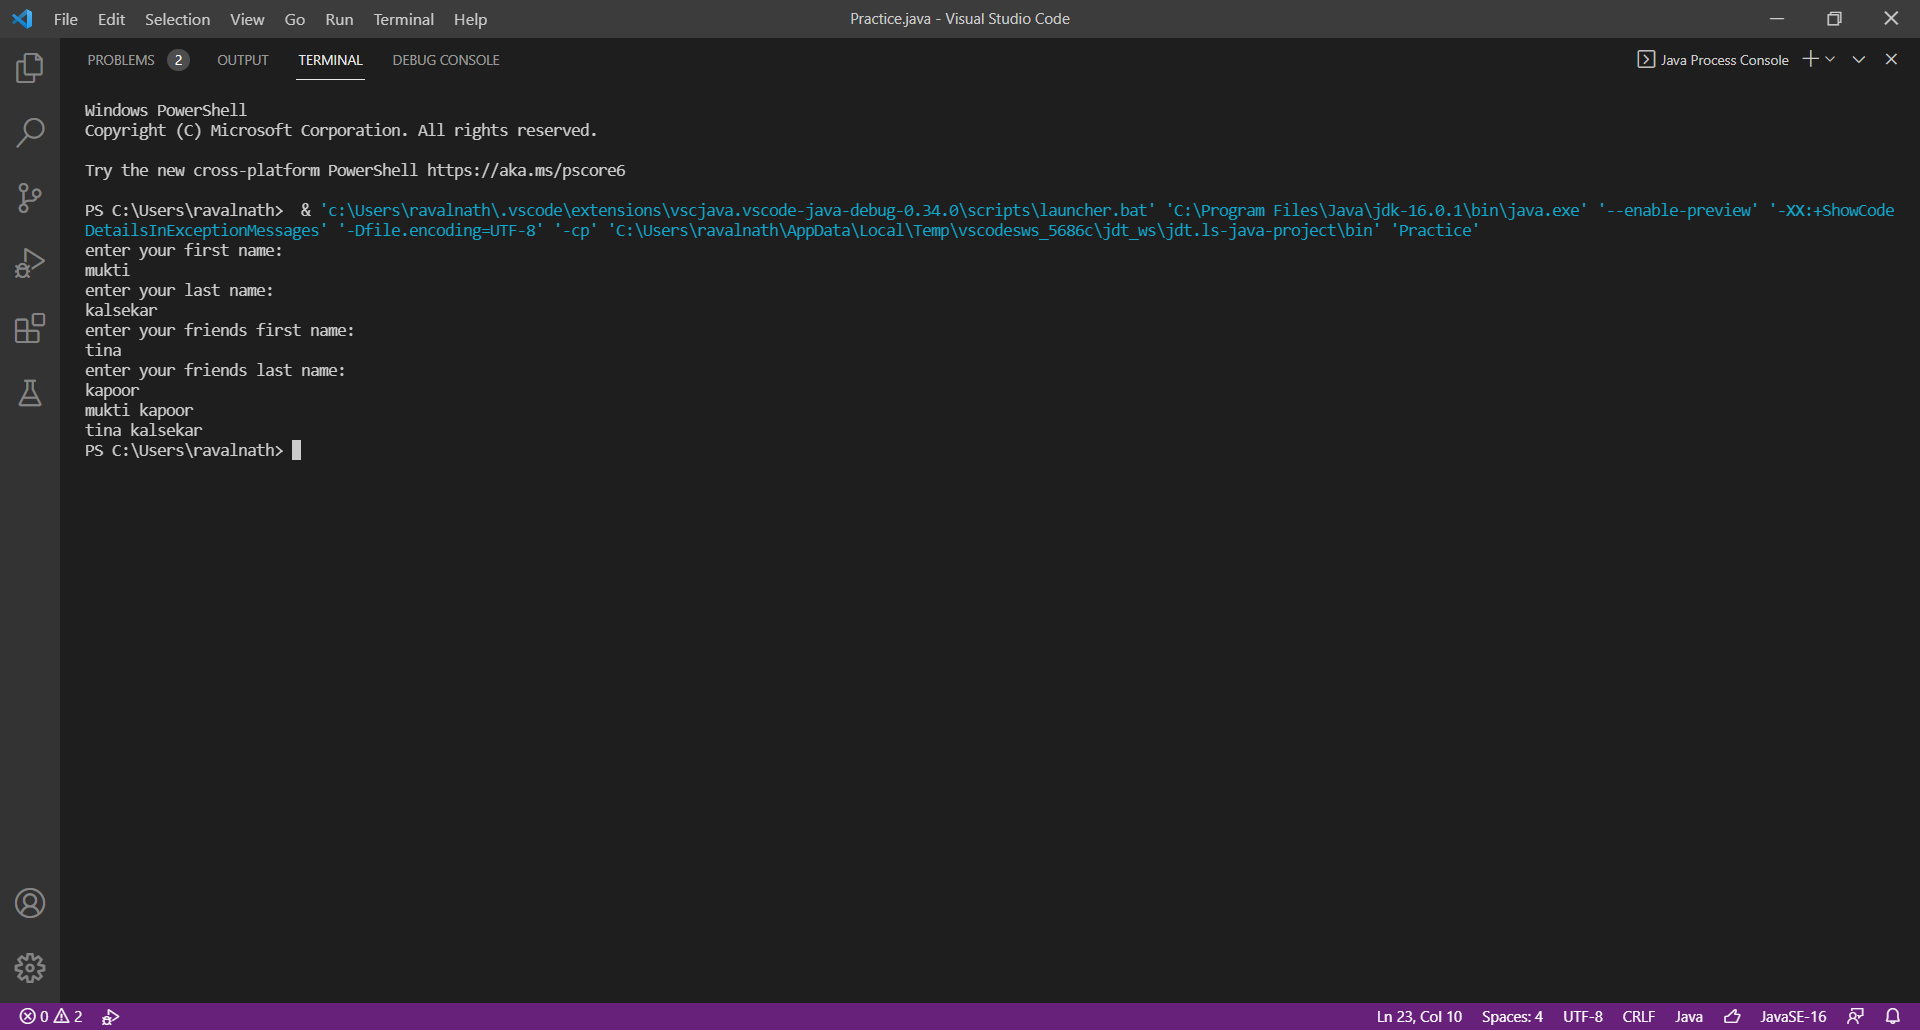 File Edit Selection View Go Run Terminal Help Practice.java - Visual Studio Code
PROBLEMS 2 OUTPUT TERMINAL DEBUG CONSOLE Java Process Console
Windows PowerShell
Copyright (C) Microsoft Corporation. All rights reserved.
Try the new cross-platform PowerShell https://aka.ms/pscore6
PS C:\Users\ravalnath>  & 'c:\Users\ravalnath\.vscode\extensions\vscjava.vscode-java-debug-0.34.0\scripts\launcher.bat' 'C:\Program Files\Java\jdk-16.0.1\bin\java.exe' '--enable-preview' '-XX:+ShowCode
DetailsInExceptionMessages' '-Dfile.encoding=UTF-8' '-cp' 'C:\Users\ravalnath\AppData\Local\Temp\vscodesws_5686c\jdt_ws\jdt.ls-java-project\bin' 'Practice'
enter your first name:
mukti
enter your last name:
kalsekar
enter your friends first name:
tina
enter your friends last name:
kapoor
mukti kapoor
tina kalsekar
PS C:\Users\ravalnath>
0 2 Ln 23, Col 10 Spaces: 4 UTF-8 CRLF Java JavaSE-16